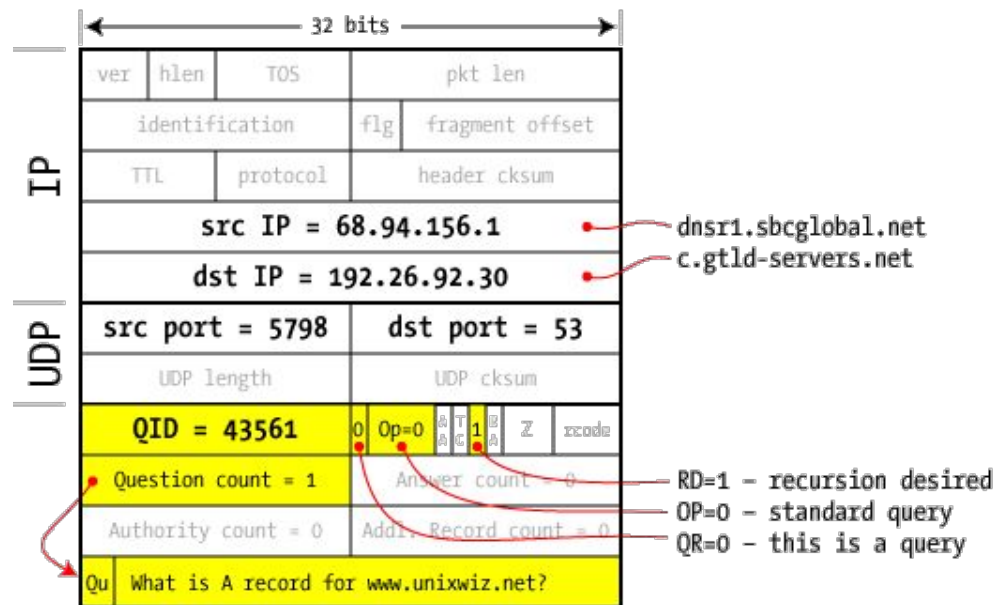 32 bits
IP
ver hlen TOS pkt len
identification flg fragment offset
TTL protocol header cksum
src IP = 68.94.156.1
dnsr1.sbcglobal.net
dst IP = 192.26.92.30
c.gtld-servers.net
UDP
src port = 5798 dst port = 53
UDP length UDP cksum
QID = 43561 0 Op=0 AA TC 1 RA Z rcode
Question count = 1 Answer count = 0
RD=1 – recursion desired
OP=0 – standard query
Authority count = 0 Addl. Record count = 0
QR=0 – this is a query
Qu What is A record for www.unixwiz.net?